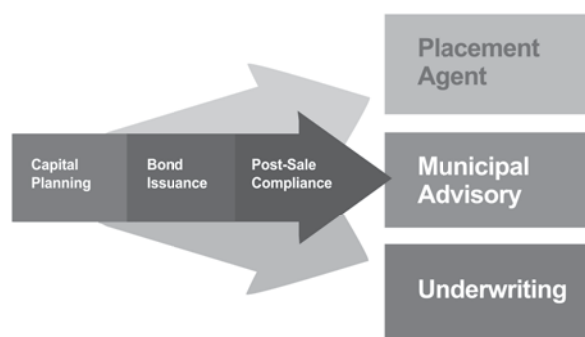 Capital
Planning
Bond
Issuance
Post-Sale
Compliance
Placement
Agent
Municipal
Advisory
Underwriting